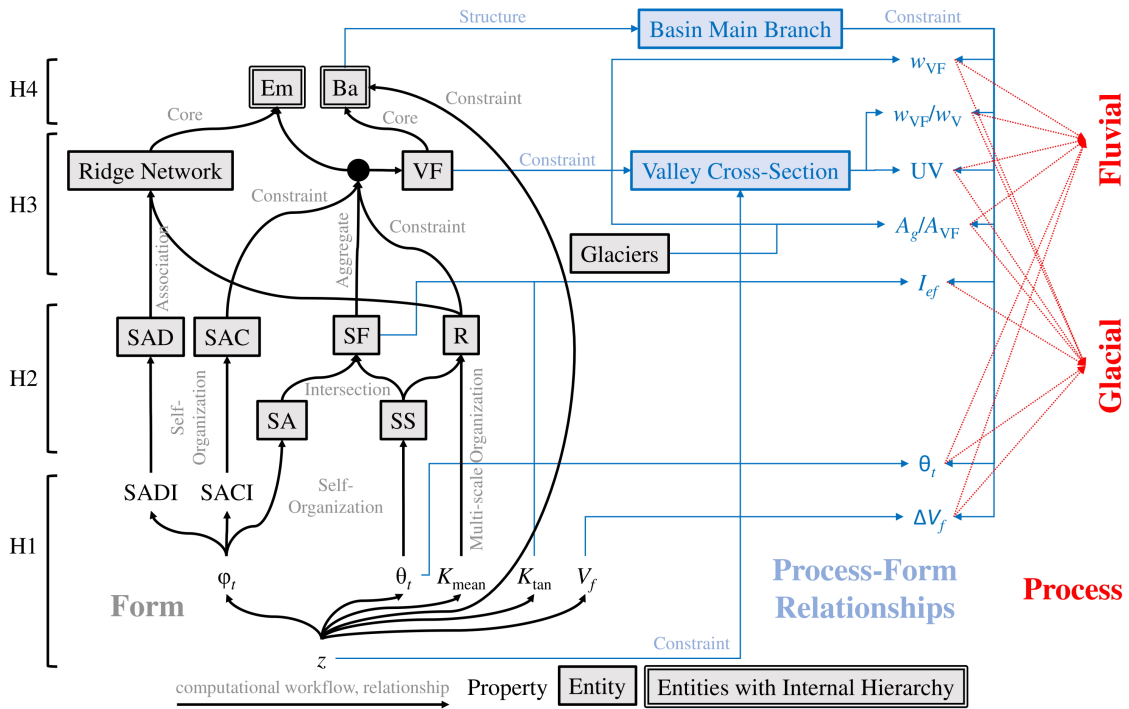 Structure
Constraint
Basin Main Branch
H4
Em
Ba
Constraint
w_VF
Core
Core
w_VF/w_V
Fluvial
H3
Ridge Network
VF
Constraint
Valley Cross-Section
UV
Constraint
Constraint
Aggregate
Association
Glaciers
A_g/A_VF
I_ef
H2
SAD
SAC
SF
R
Glacial
Intersection
Self-
Organization
SA
SS
Multi-scale Organization
θ_t
H1
SADI
SACI
Self-
Organization
ΔV_f
φ_t
θ_t
K_mean
K_tan
V_f
Form
Process-Form
Relationships
Process
z
Constraint
computational workflow, relationship
Property
Entity
Entities with Internal Hierarchy